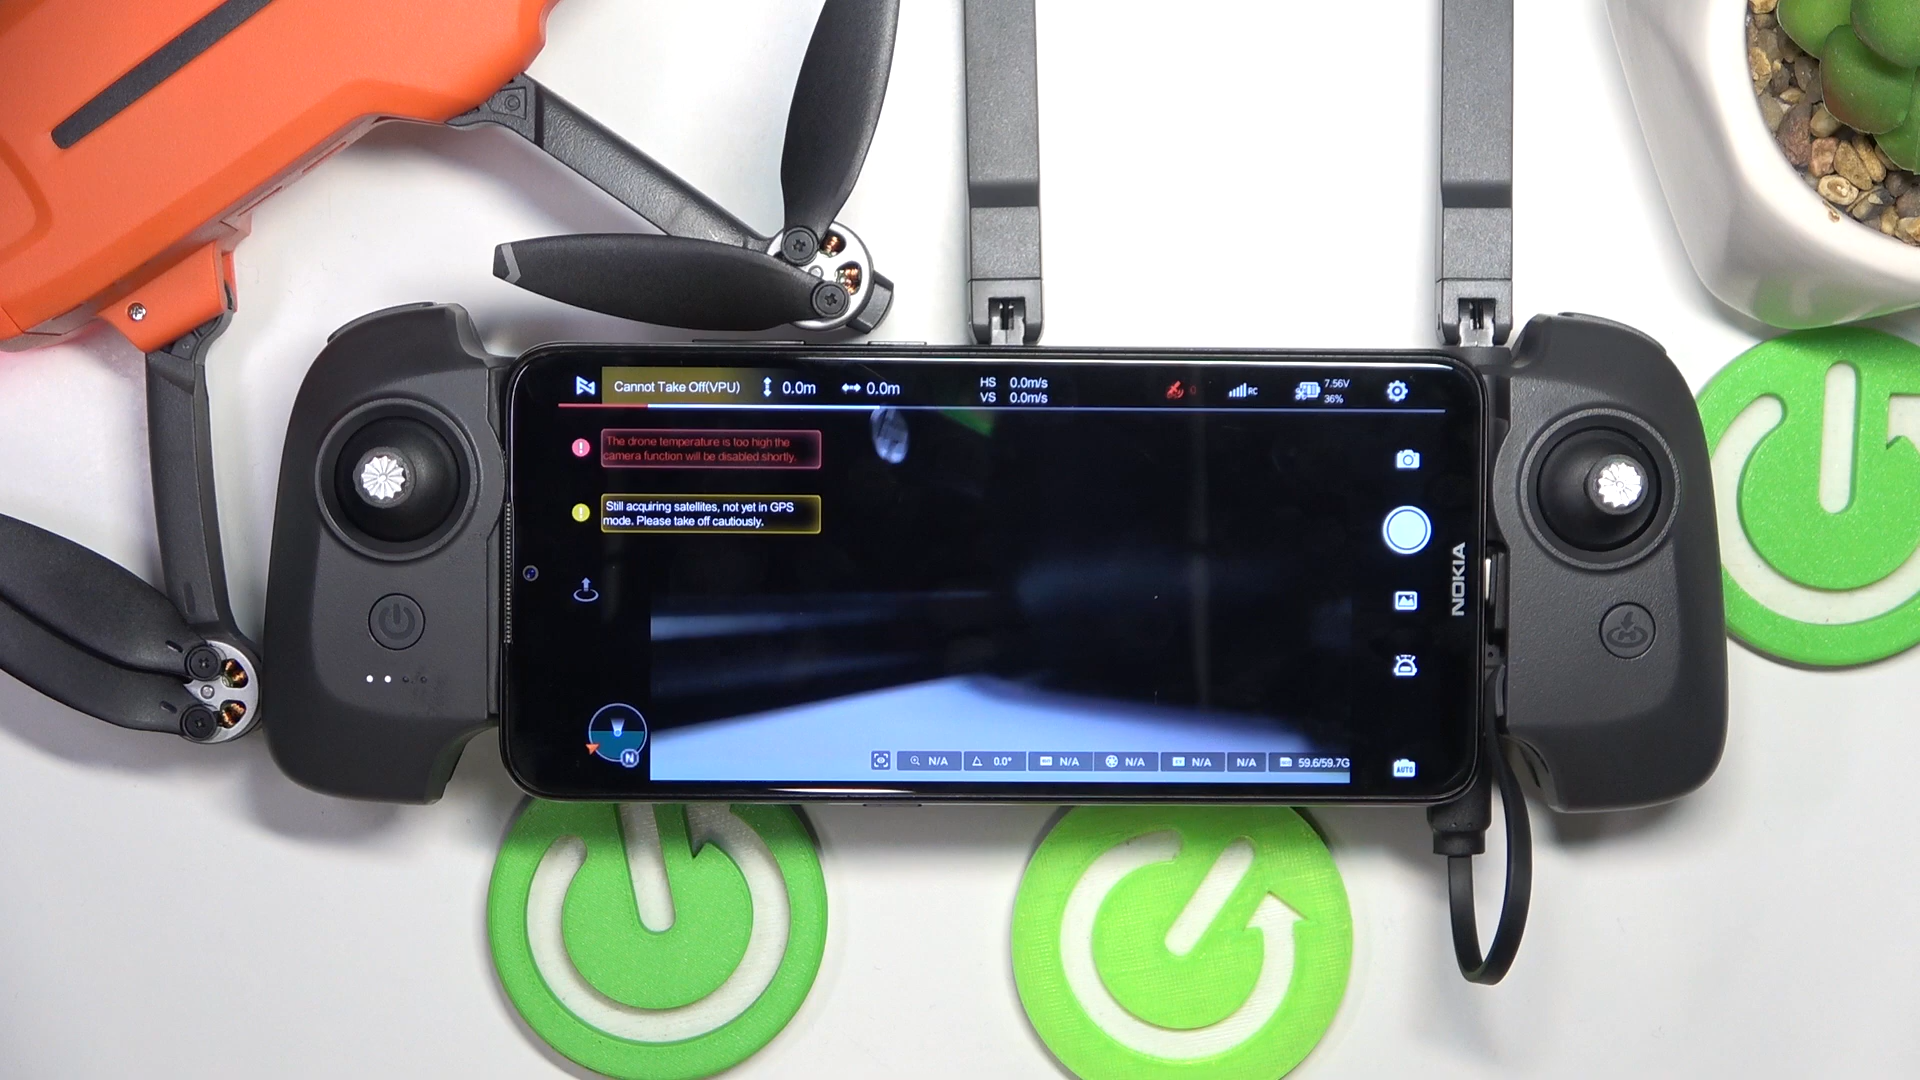 Cannot Take Off(VPU) 0.0m 0.0m
HS 0.0m/s
VS 0.0m/s
0
RC
7.56V
36%
The drone temperature is too high the
camera function will be disabled shortly.
Still acquiring satellites, not yet in GPS
mode. Please take off cautiously.
NOKIA
N
N/A 0.0° N/A N/A N/A N/A 59.6/59.7G
AUTO